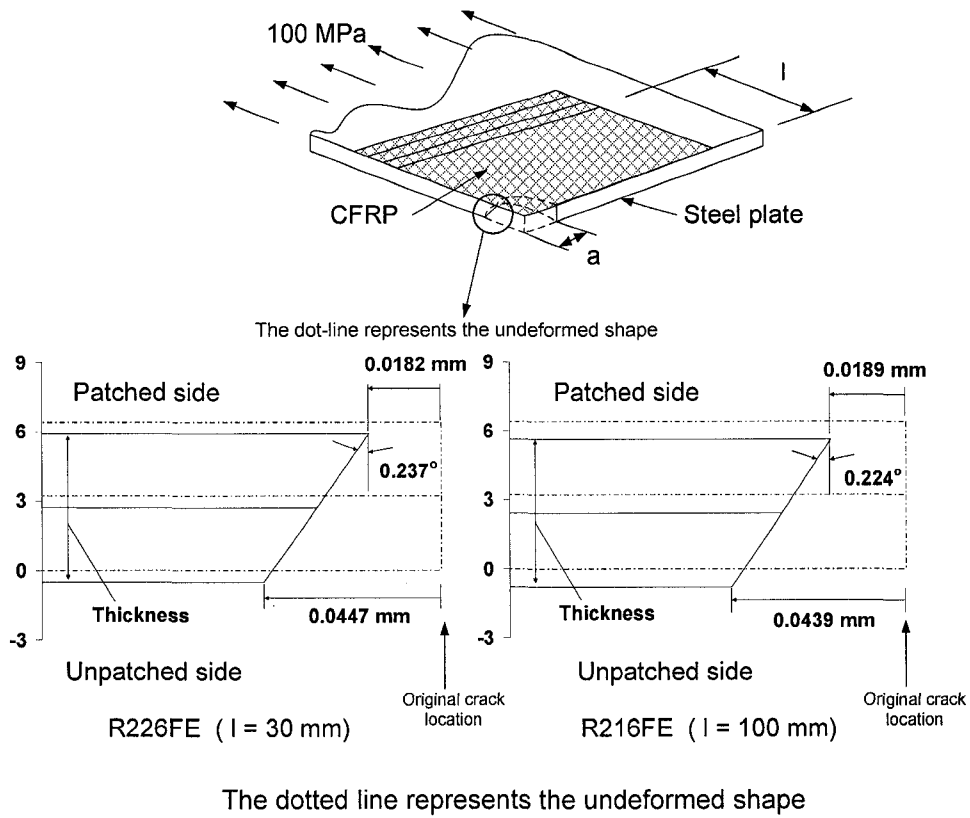 100 MPa
l
CFRP
Steel plate
a
The dot-line represents the undeformed shape
9
6
3
0
-3
Patched side
0.0182 mm
0.237°
Thickness
0.0447 mm
Unpatched side
Original crack
location
R226FE ( l = 30 mm)
9
6
3
0
-3
Patched side
0.0189 mm
0.224°
Thickness
0.0439 mm
Unpatched side
Original crack
location
R216FE ( l = 100 mm)
The dotted line represents the undeformed shape